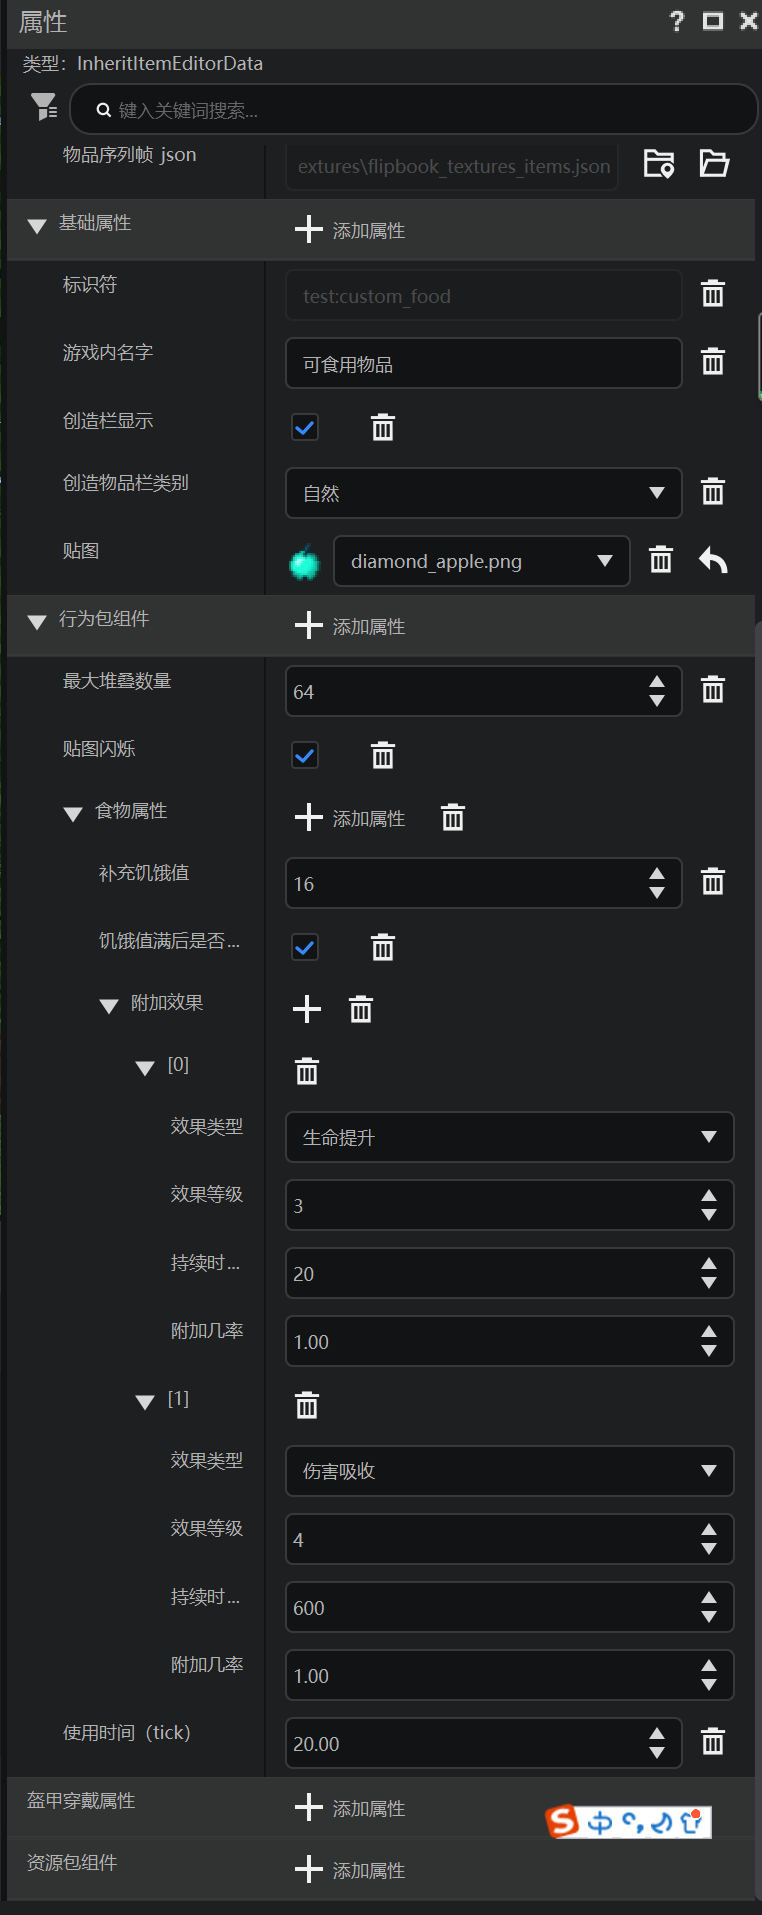 属性
类型：InheritItemEditorData
键入关键词搜索...
物品序列帧 json extures\flipbook_textures_items.json
基础属性 添加属性
标识符 test:custom_food
游戏内名字 可食用物品
创造栏显示
创造物品栏类别 自然
贴图 diamond_apple.png
行为包组件 添加属性
最大堆叠数量 64
贴图闪烁
食物属性 添加属性
补充饥饿值 16
饥饿值满后是否...
附加效果
[0]
效果类型 生命提升
效果等级 3
持续时... 20
附加几率 1.00
[1]
效果类型 伤害吸收
效果等级 4
持续时... 600
附加几率 1.00
使用时间（tick） 20.00
盔甲穿戴属性 添加属性
S 中
资源包组件 添加属性